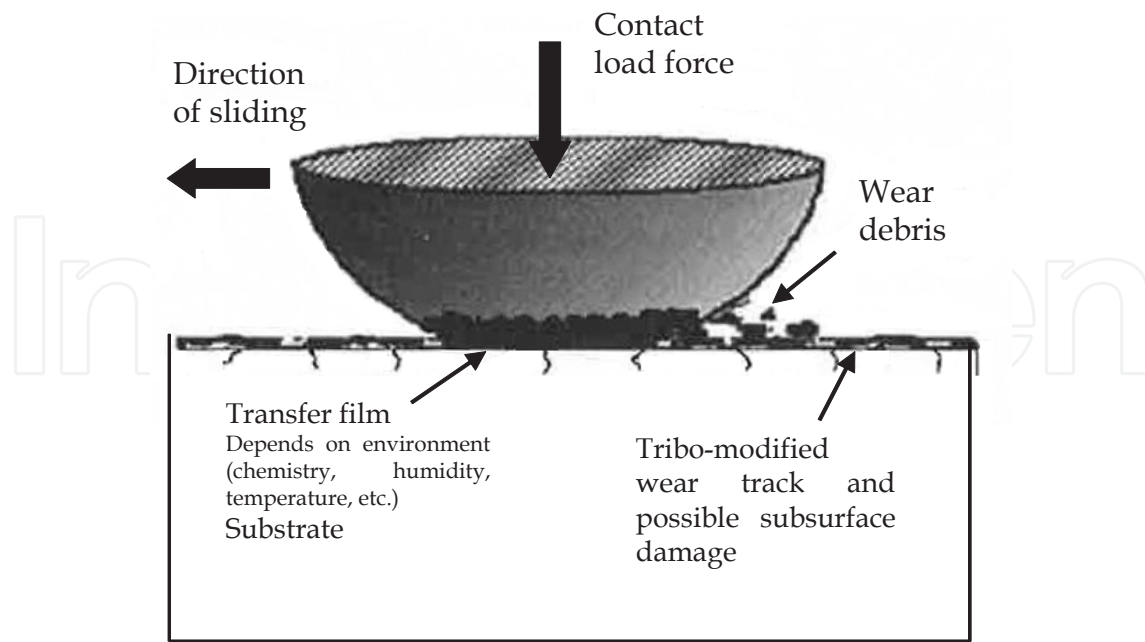 Contact
load force
Direction
of sliding
Wear
debris
Transfer film
Depends on environment
(chemistry, humidity,
temperature, etc.)
Substrate
Tribo-modified
wear track and
possible subsurface
damage